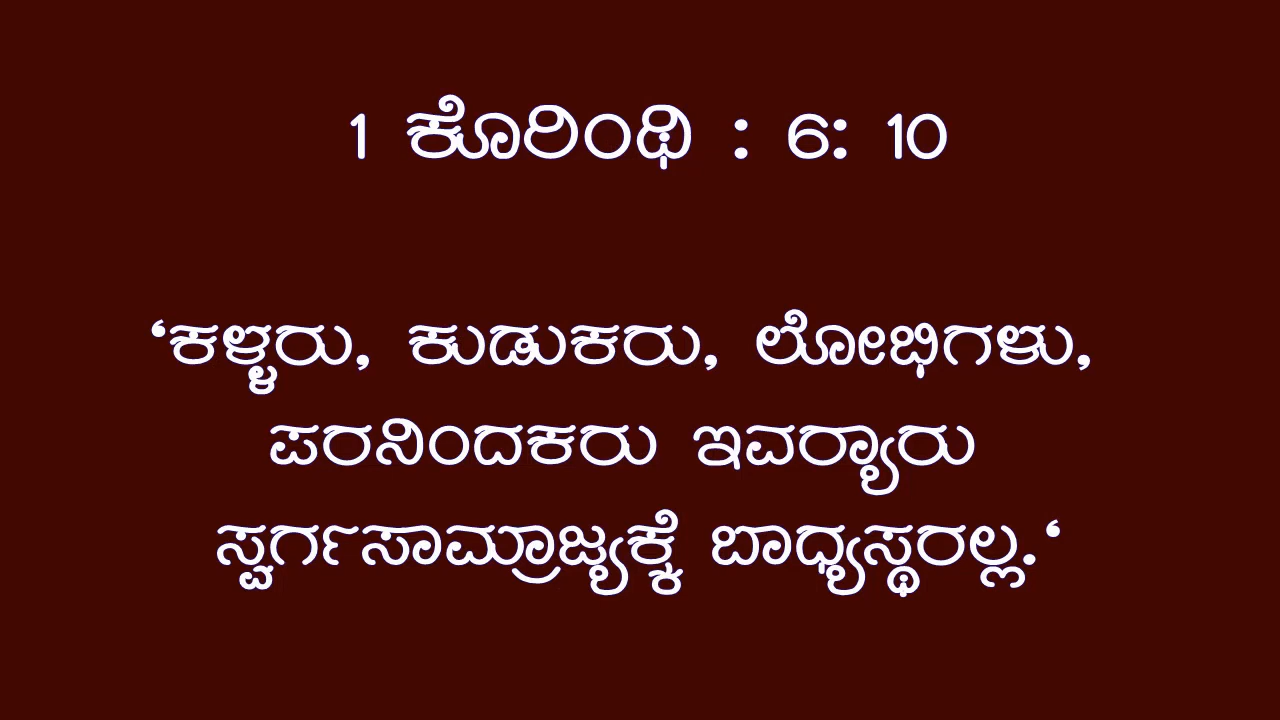 1 ಕೊರಿಂಥಿ : 6: 10
‘ಕಳ್ಳರು, ಕುಡುಕರು, ಲೋಭಿಗಳು,
ಪರನಿಂದಕರು ಇವರ‍್ಯಾರು
ಸ್ವರ್ಗಸಾಮ್ರಾಜ್ಯಕ್ಕೆ ಬಾಧ್ಯಸ್ಥರಲ್ಲ.‘